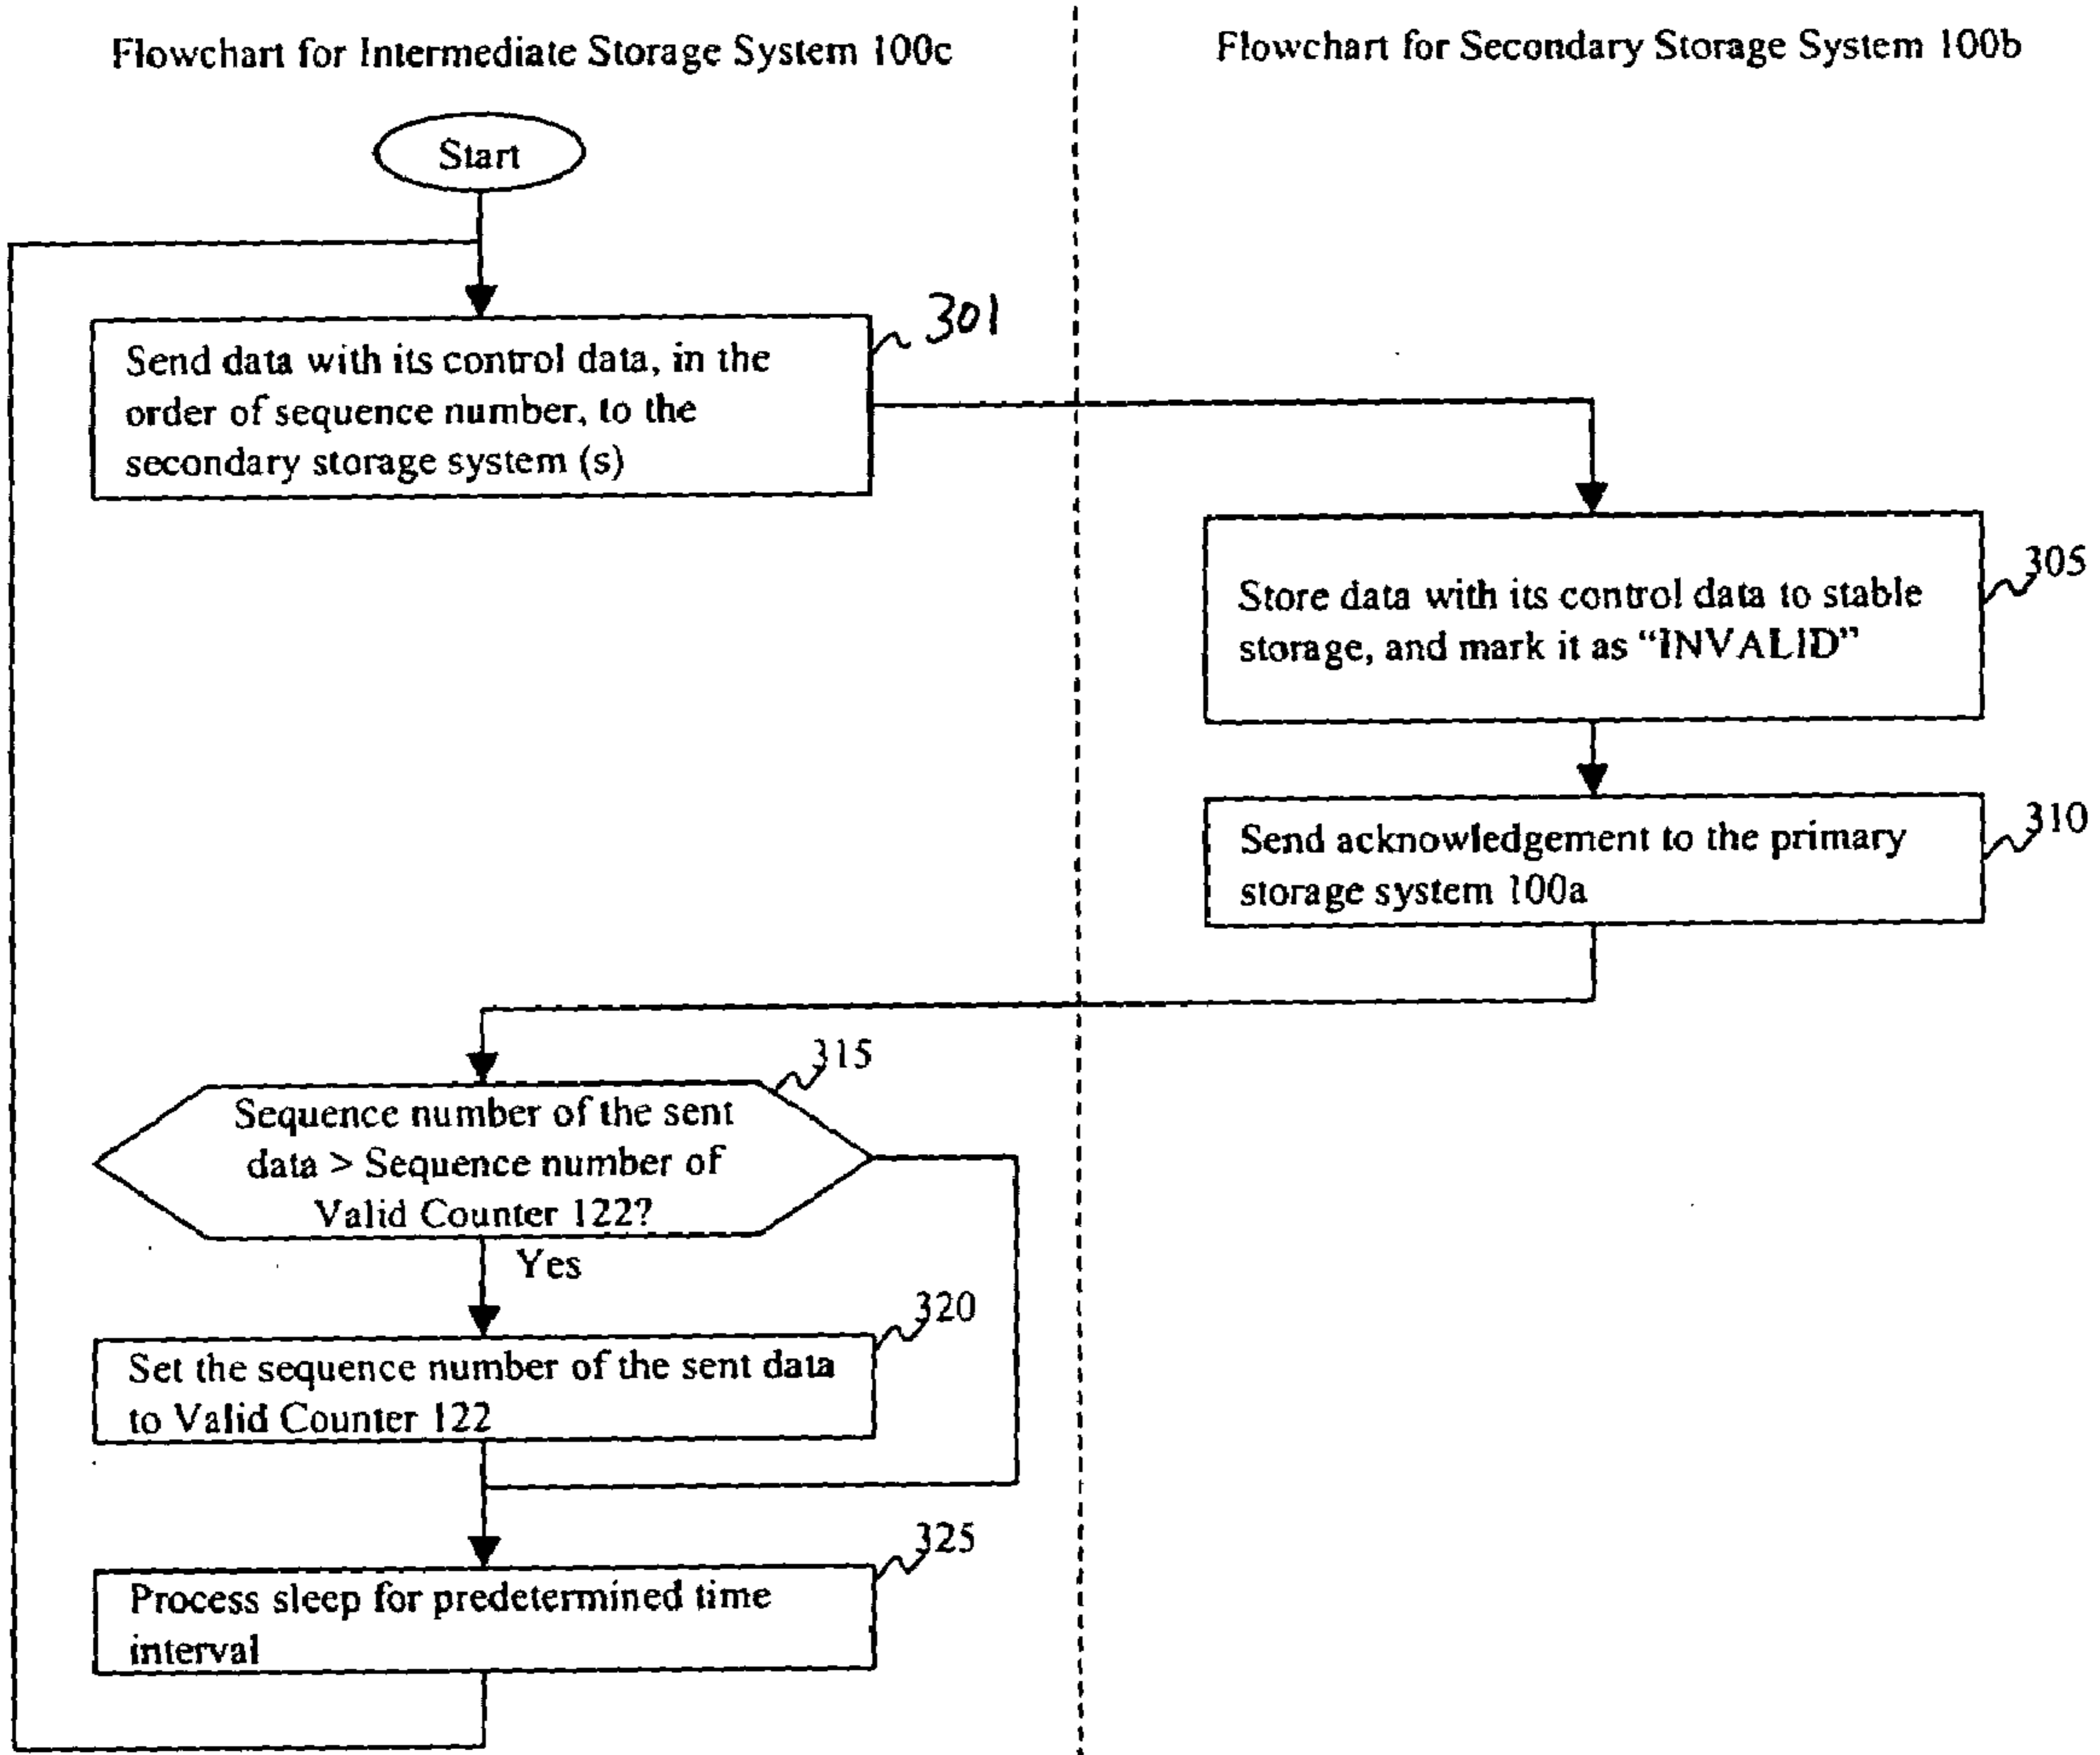 Flowchart for Intermediate Storage System 100c
Flowchart for Secondary Storage System 100b
Start
301
Send data with its control data, in the
order of sequence number, to the
secondary storage system (s)
305
Store data with its control data to stable
storage, and mark it as “INVALID”
310
Send acknowledgement to the primary
storage system 100a
315
Sequence number of the sent
data > Sequence number of
Valid Counter 122?
Yes
320
Set the sequence number of the sent data
to Valid Counter 122
325
Process sleep for predetermined time
interval